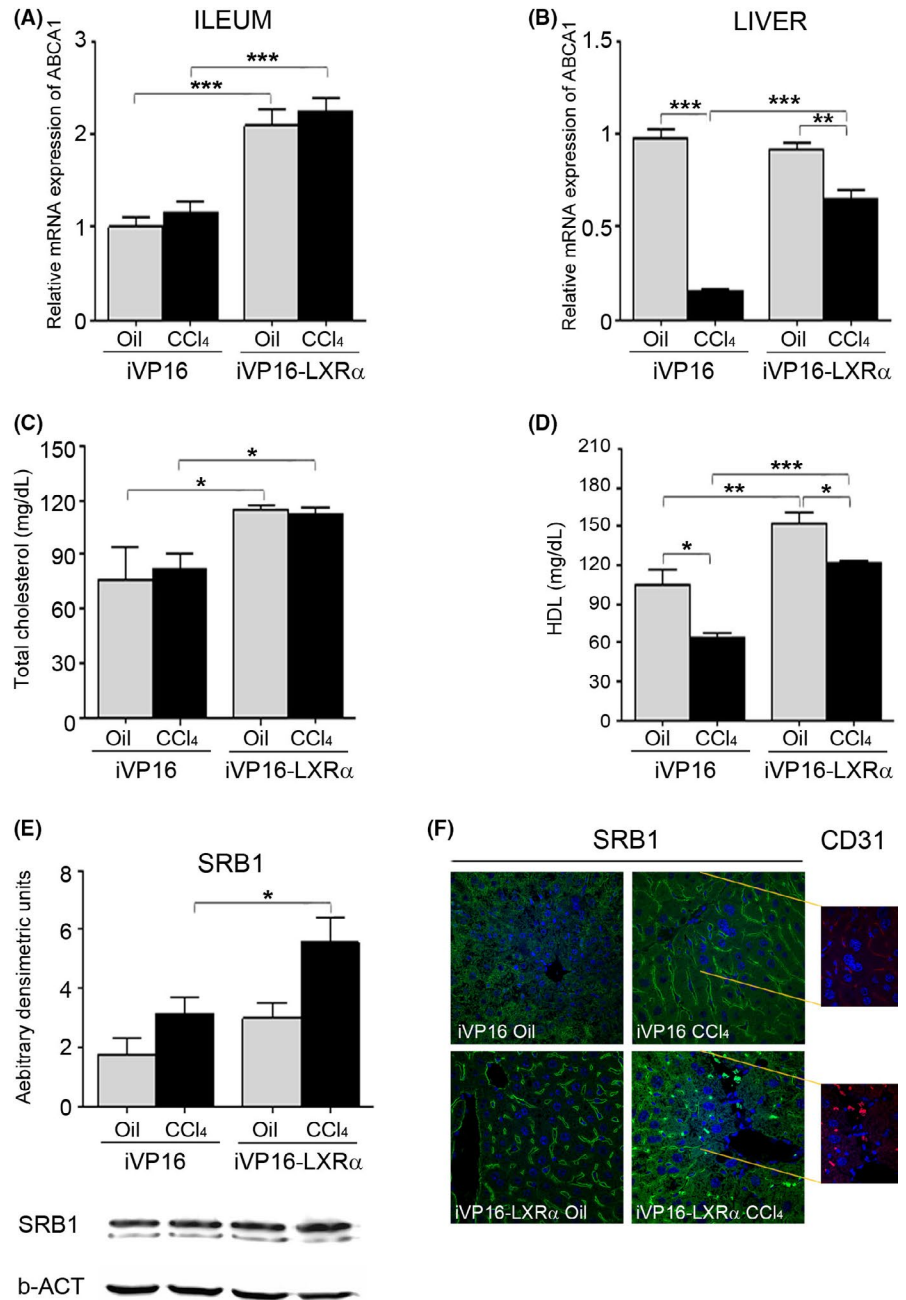 (A)
ILEUM
Relative mRNA expression of ABCA1
3
2
1
0
***
***
Oil CCl₄ Oil CCl₄
iVP16 iVP16-LXRα
(B)
LIVER
Relative mRNA expression of ABCA1
1.5
1
0.5
0
*** ***
**
Oil CCl₄ Oil CCl₄
iVP16 iVP16-LXRα
(C)
Total cholesterol (mg/dL)
150
120
90
60
30
0
*
*
Oil CCl₄ Oil CCl₄
iVP16 iVP16-LXRα
(D)
HDL (mg/dL)
210
180
150
120
90
60
30
0
***
** *
*
Oil CCl₄ Oil CCl₄
iVP16 iVP16-LXRα
(E)
SRB1
Aebitrary densimetric units
8
6
4
2
0
*
Oil CCl₄ Oil CCl₄
iVP16 iVP16-LXRα
SRB1
b-ACT
(F)
SRB1 CD31
iVP16 Oil iVP16 CCl₄
iVP16-LXRα Oil iVP16-LXRα CCl₄